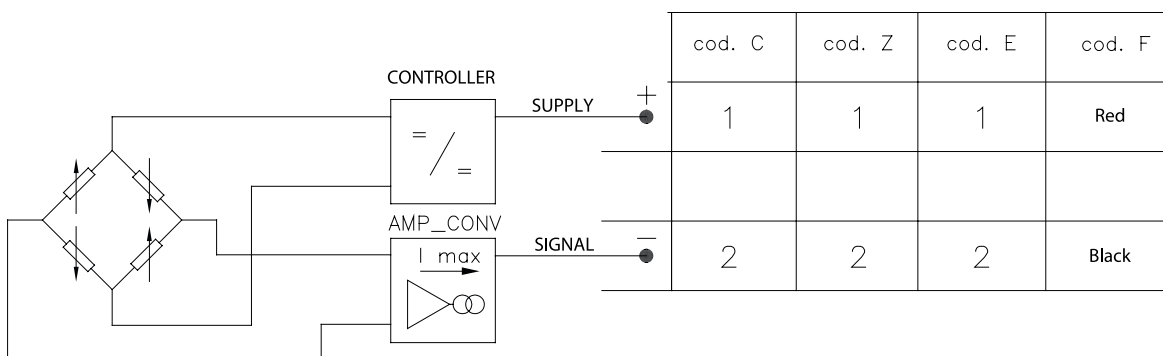 cod. C cod. Z cod. E cod. F
CONTROLLER
SUPPLY + 1 1 1 Red
= / =
AMP_CONV
SIGNAL – 2 2 2 Black
I max